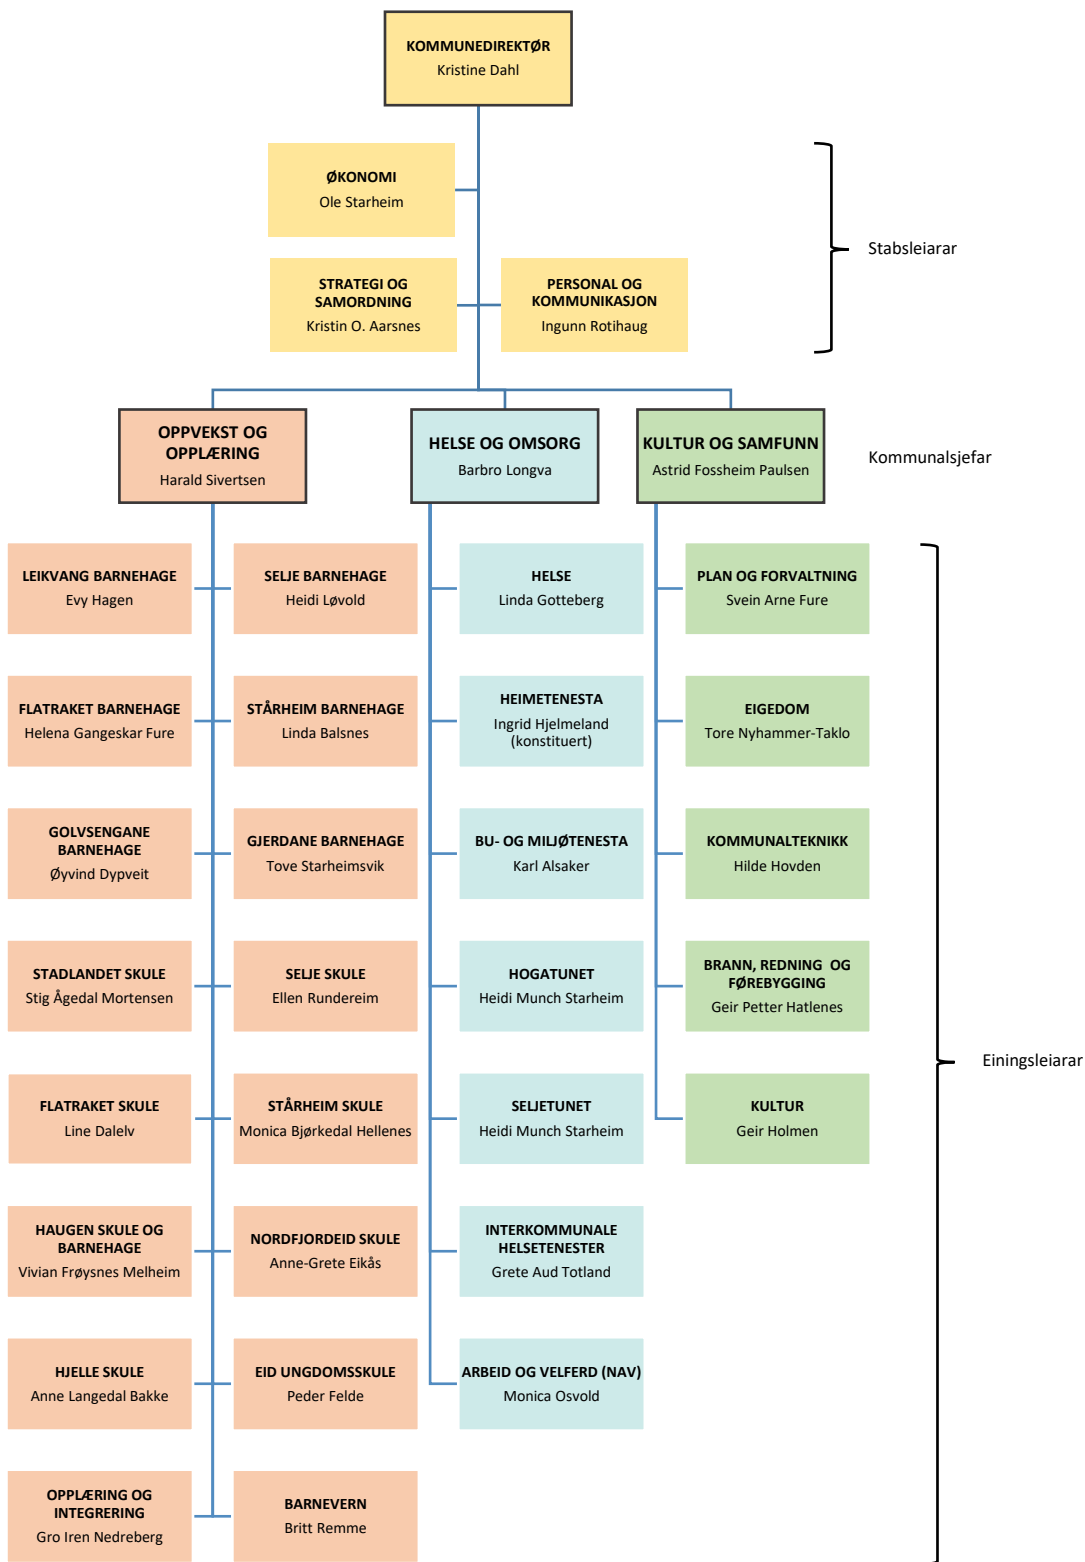 KOMMUNEDIREKTØR
Kristine Dahl
ØKONOMI
Ole Starheim
STRATEGI OG
SAMORDNING
Kristin O. Aarsnes
PERSONAL OG
KOMMUNIKASJON
Ingunn Rotihaug
Stabsleiarar
OPPVEKST OG
OPPLÆRING
Harald Sivertsen
HELSE OG OMSORG
Barbro Longva
KULTUR OG SAMFUNN
Astrid Fossheim Paulsen
Kommunalsjefar
LEIKVANG BARNEHAGE
Evy Hagen
SELJE BARNEHAGE
Heidi Løvold
HELSE
Linda Gotteberg
PLAN OG FORVALTNING
Svein Arne Fure
FLATRAKET BARNEHAGE
Helena Gangeskar Fure
STÅRHEIM BARNEHAGE
Linda Balsnes
HEIMETENESTA
Ingrid Hjelmeland
(konstituert)
EIGEDOM
Tore Nyhammer-Taklo
GOLVSENGANE
BARNEHAGE
Øyvind Dypveit
GJERDANE BARNEHAGE
Tove Starheimsvik
BU- OG MILJØTENESTA
Karl Alsaker
KOMMUNALTEKNIKK
Hilde Hovden
STADLANDET SKULE
Stig Ågedal Mortensen
SELJE SKULE
Ellen Rundereim
HOGATUNET
Heidi Munch Starheim
BRANN, REDNING OG
FØREBYGGING
Geir Petter Hatlenes
Einingsleiarar
FLATRAKET SKULE
Line Dalelv
STÅRHEIM SKULE
Monica Bjørkedal Hellenes
SELJETUNET
Heidi Munch Starheim
KULTUR
Geir Holmen
HAUGEN SKULE OG
BARNEHAGE
Vivian Frøysnes Melheim
NORDFJORDEID SKULE
Anne-Grete Eikås
INTERKOMMUNALE
HELSETENESTER
Grete Aud Totland
HJELLE SKULE
Anne Langedal Bakke
EID UNGDOMSSKULE
Peder Felde
ARBEID OG VELFERD (NAV)
Monica Osvold
OPPLÆRING OG
INTEGRERING
Gro Iren Nedreberg
BARNEVERN
Britt Remme